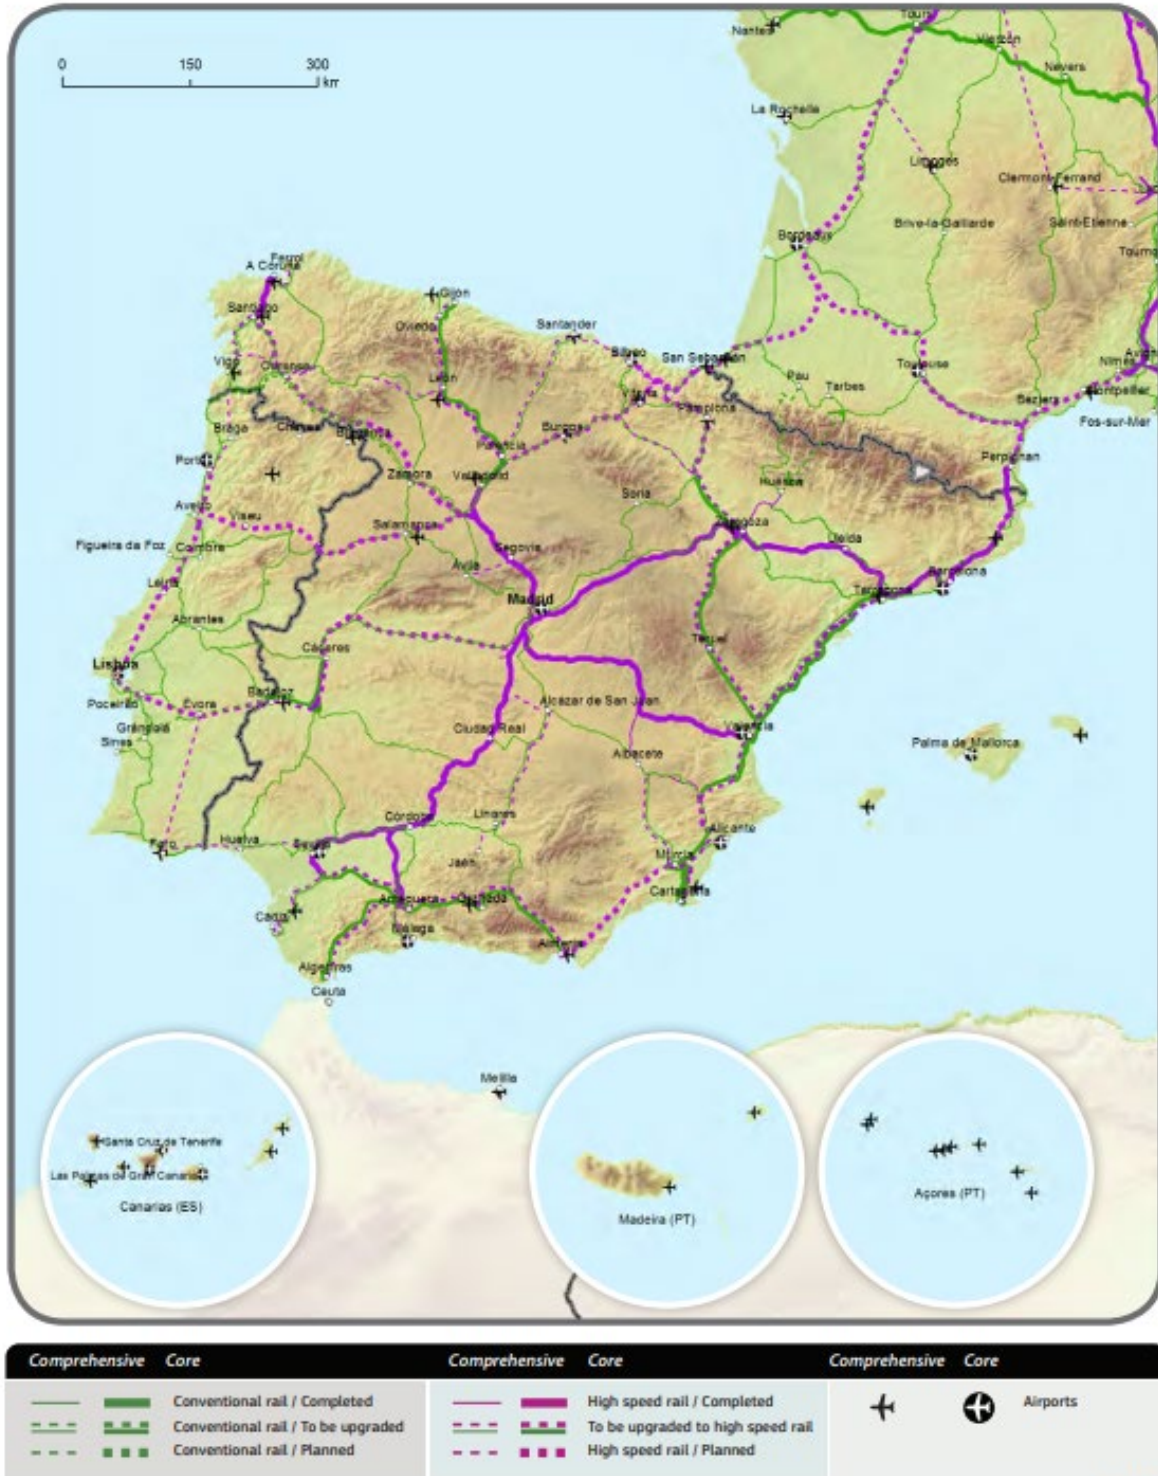 0 150 300
km
Nantes
Tours
Vierzon
Nevers
La Rochelle
Limoges
Clermont-Ferrand
Brive-la-Gaillarde
Saint-Etienne
Bordeaux
Ferrol
A Coruña
Santiago
Gijón
Oviedo
Santander
Bilbao
San Sebastián
Toulouse
Nîmes
Montpellier
Beziers
Fos-sur-Mer
Pau
Tarbes
Vigo
Ourense
León
Vitoria
Pamplona
Perpignan
Braga
Chaves
Bragança
Palencia
Burgos
Porto
Zamora
Valladolid
Soria
Huesca
Aveiro
Viseu
Salamanca
Zaragoza
Lleida
Figueira da Foz
Coimbra
Segovia
Ávila
Barcelona
Tarragona
Leiria
Madrid
Abrantes
Cáceres
Teruel
Lisboa
Poceirão
Évora
Badajoz
Alcázar de San Juan
Ciudad Real
Valencia
Sines
Albacete
Palma de Mallorca
Córdoba
Linares
Alicante
Faro
Huelva
Sevilla
Jaén
Murcia
Cartagena
Antequera
Granada
Cadiz
Málaga
Almería
Algeciras
Ceuta
Melilla
Santa Cruz de Tenerife
Las Palmas de Gran Canaria
Canarias (ES)
Madeira (PT)
Açores (PT)
Comprehensive Core
Conventional rail / Completed
Conventional rail / To be upgraded
Conventional rail / Planned
Comprehensive Core
High speed rail / Completed
To be upgraded to high speed rail
High speed rail / Planned
Comprehensive Core
Airports